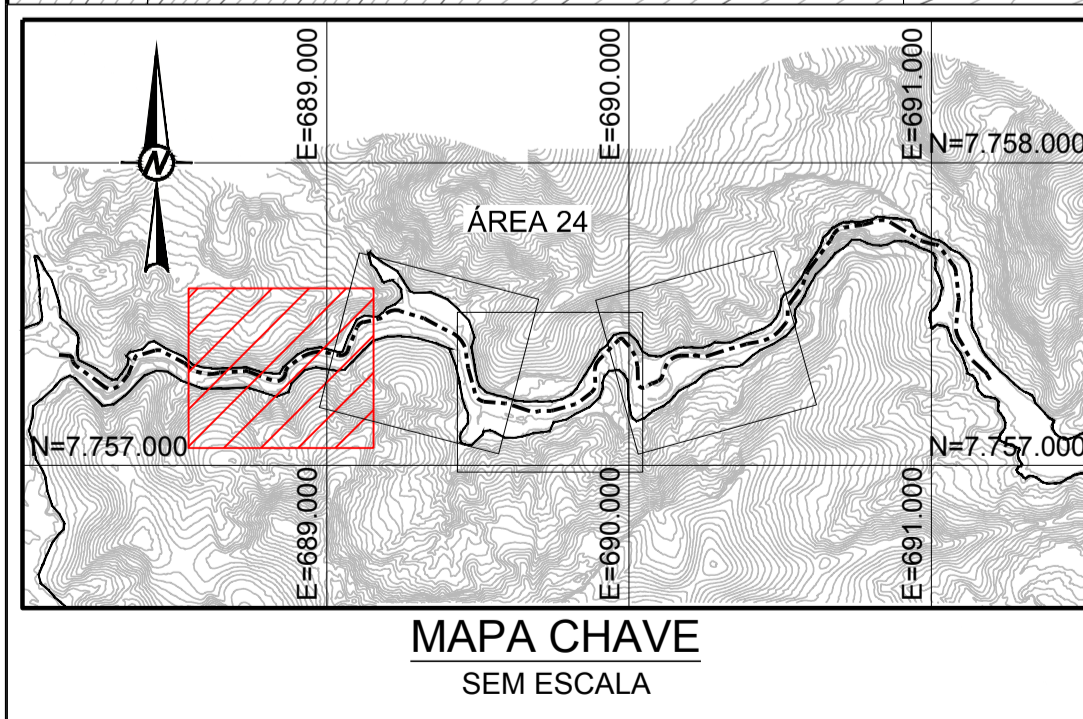 E=689.000
E=690.000
E=691.000
N=7.758.000
N
ÁREA 24
N=7.757.000
N=7.757.000
E=689.000
E=690.000
E=691.000
MAPA CHAVE
SEM ESCALA